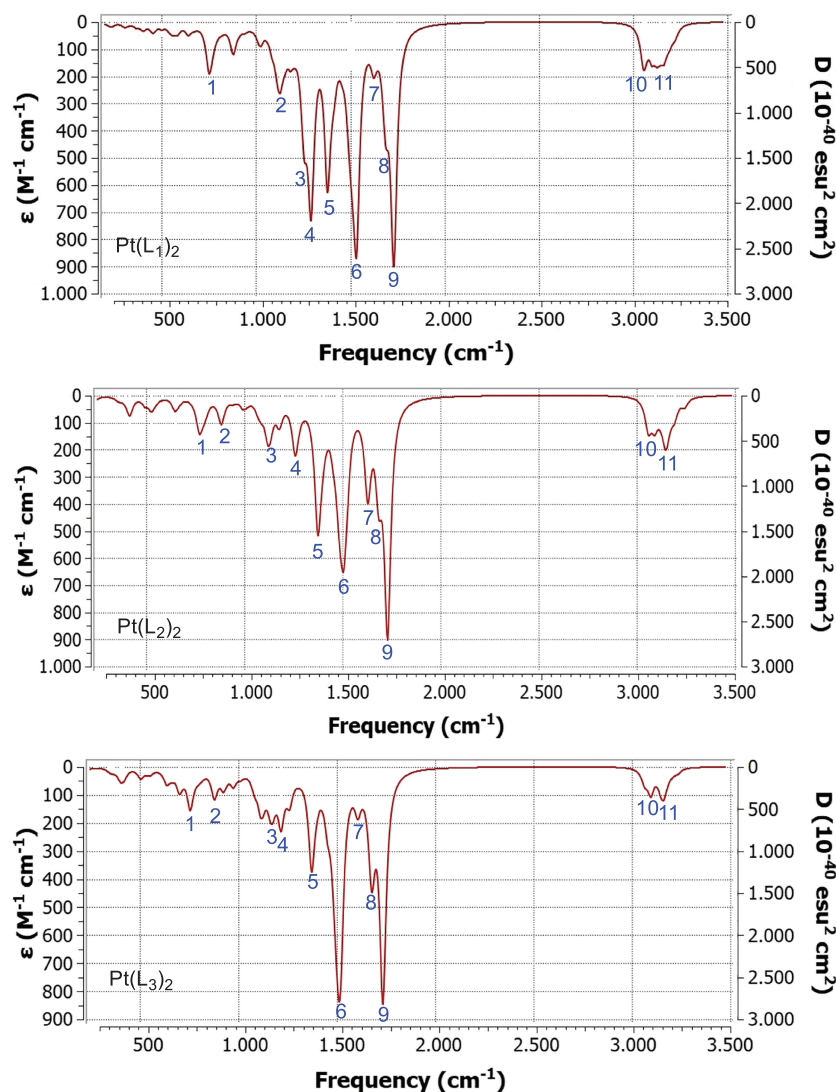 0 0
100
200 500
300
400 1.000
500 1.500
600
700 2.000
800 2.500
900
1.000 3.000
ε (M⁻¹ cm⁻¹)
D (10⁻⁴⁰ esu² cm²)
1 2 3 4 5 6 7 8 9 10 11
Pt(L₁)₂
500 1.000 1.500 2.000 2.500 3.000 3.500
Frequency (cm⁻¹)
0 0
100
200 500
300
400 1.000
500 1.500
600
700 2.000
800 2.500
900
1.000 3.000
ε (M⁻¹ cm⁻¹)
D (10⁻⁴⁰ esu² cm²)
1 2 3 4 5 6 7 8 9 10 11
Pt(L₂)₂
500 1.000 1.500 2.000 2.500 3.000 3.500
Frequency (cm⁻¹)
0 0
100
200 500
300 1.000
400
500 1.500
600 2.000
700
800 2.500
900 3.000
ε (M⁻¹ cm⁻¹)
D (10⁻⁴⁰ esu² cm²)
1 2 3 4 5 6 7 8 9 10 11
Pt(L₃)₂
500 1.000 1.500 2.000 2.500 3.000 3.500
Frequency (cm⁻¹)